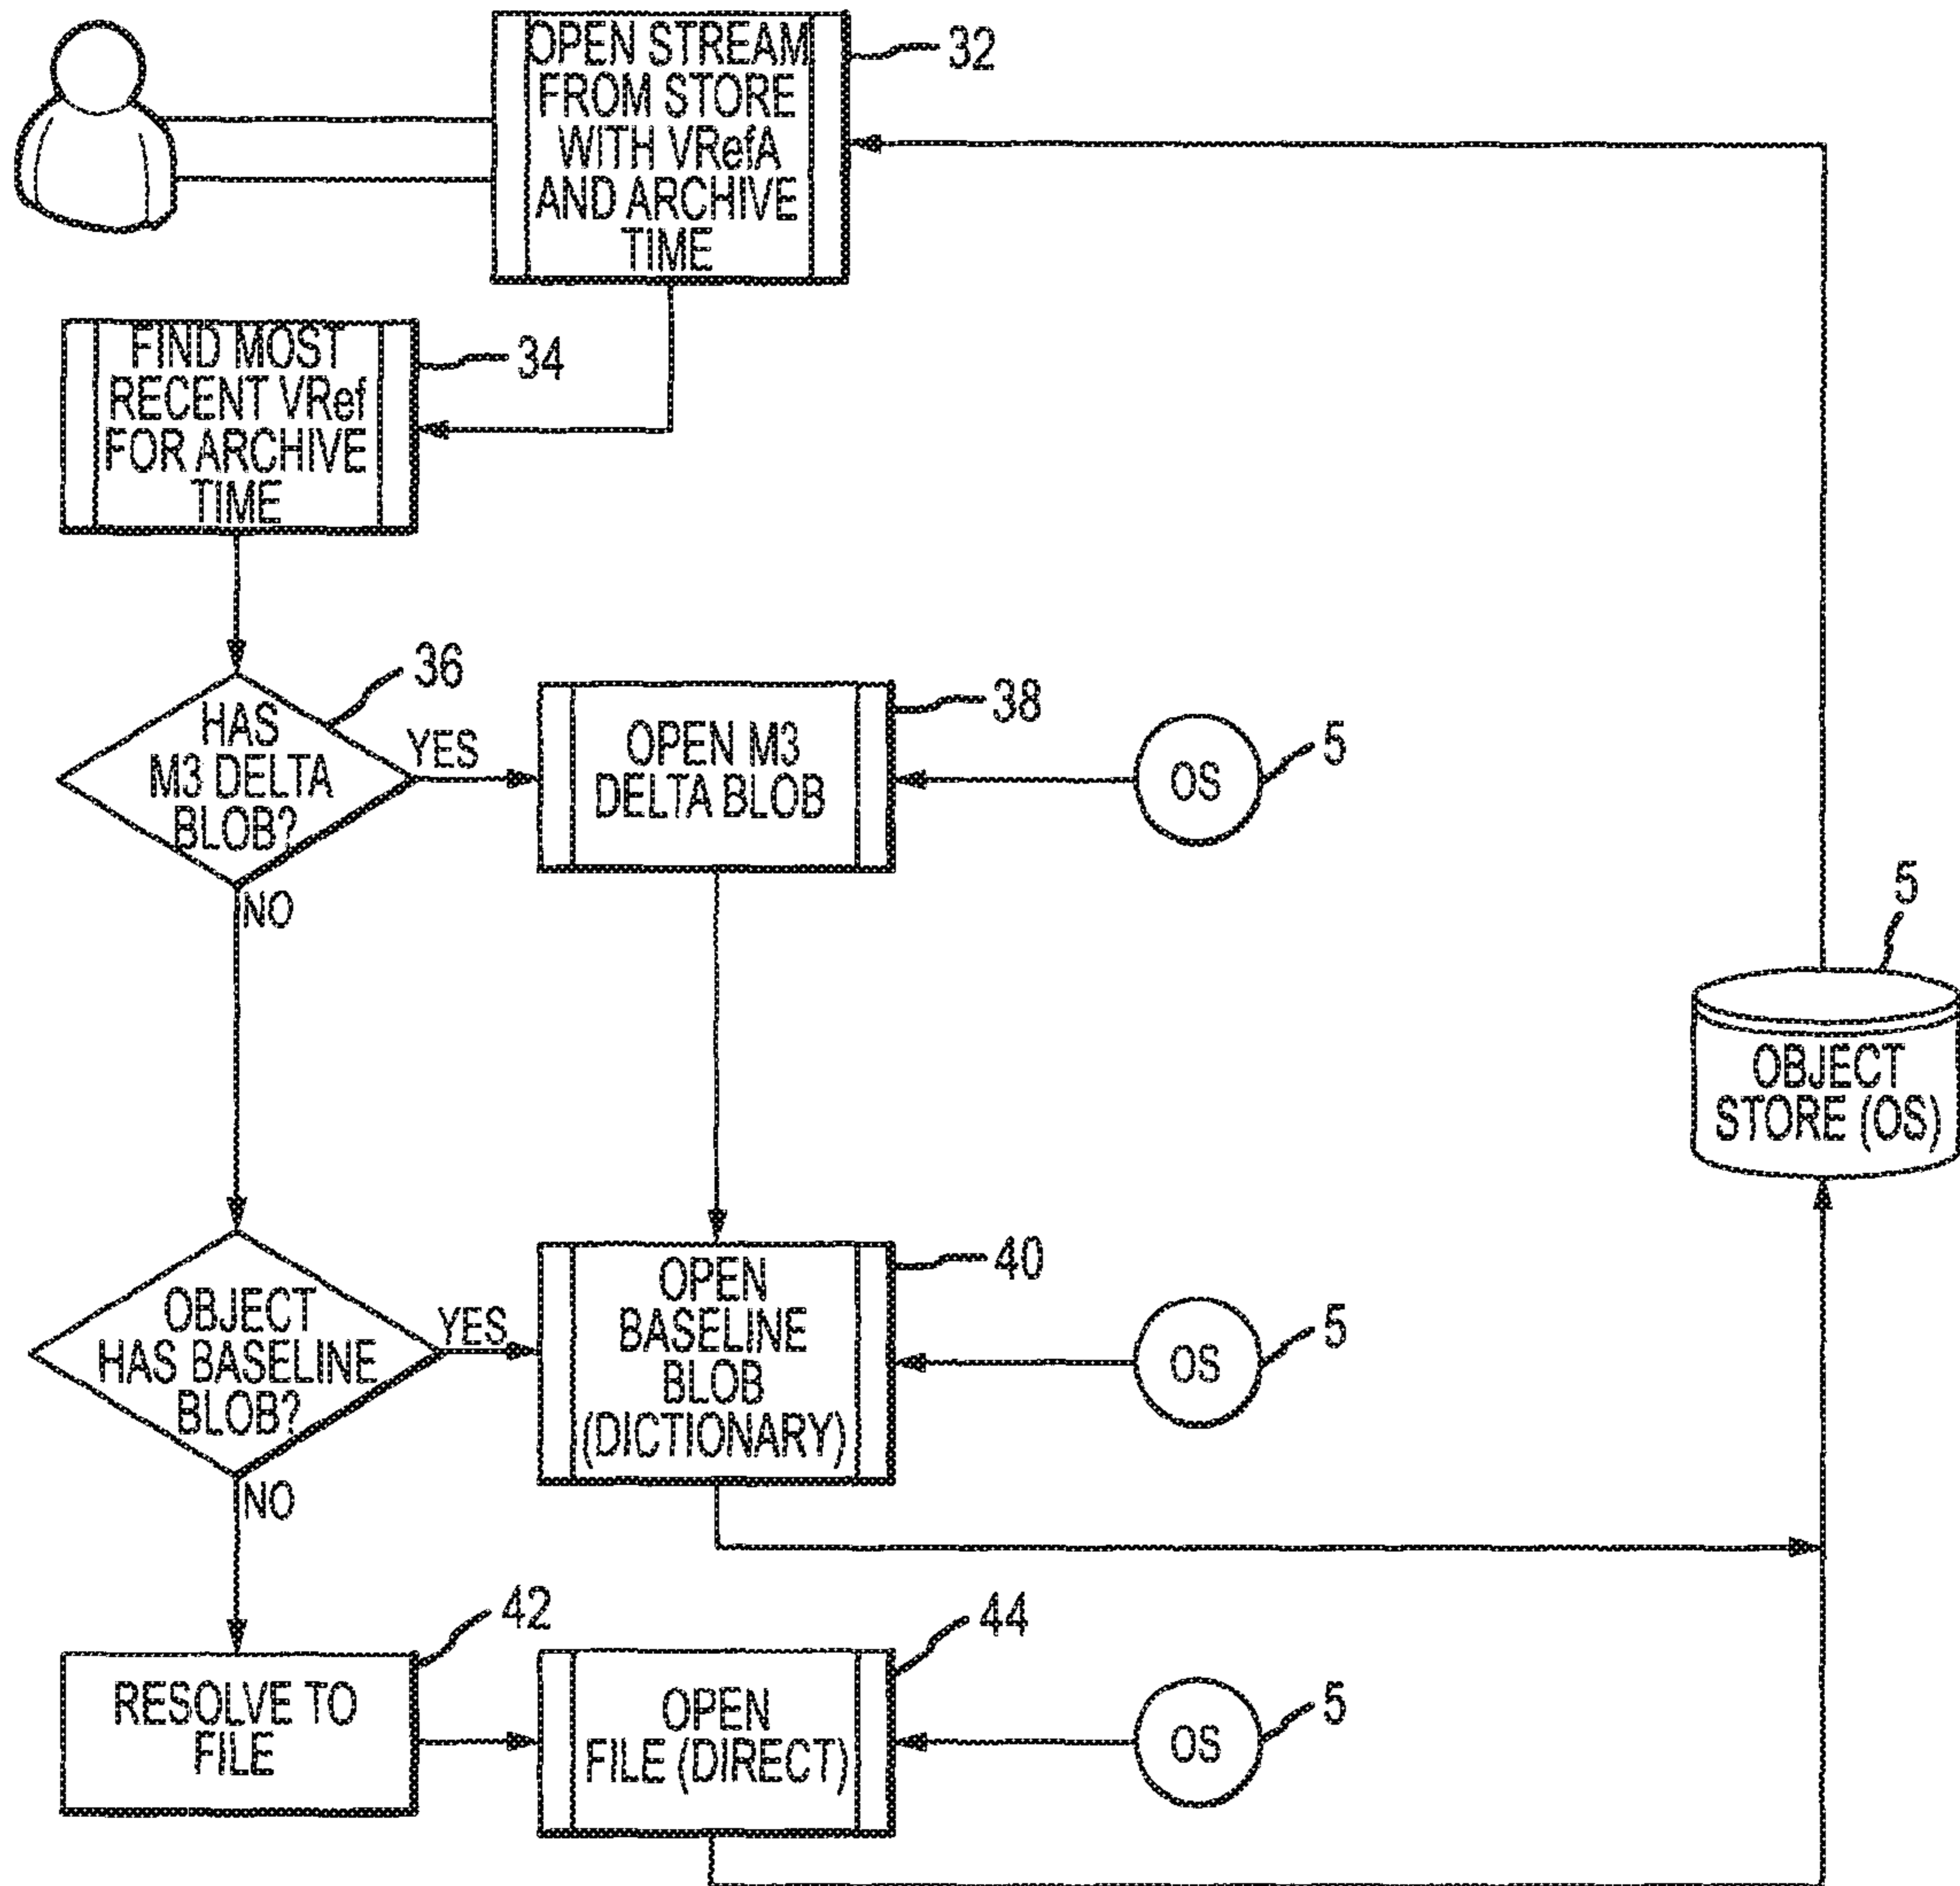 OPEN STREAM
FROM STORE
WITH VRefA
AND ARCHIVE
TIME
32
FIND MOST
RECENT VRef
FOR ARCHIVE
TIME
34
HAS
M3 DELTA
BLOB?
36
YES
NO
OPEN M3
DELTA BLOB
38
OS
5
5
OBJECT
STORE (OS)
OBJECT
HAS BASELINE
BLOB?
YES
NO
OPEN
BASELINE
BLOB
(DICTIONARY)
40
OS
5
RESOLVE TO
FILE
42
OPEN
FILE (DIRECT)
44
OS
5